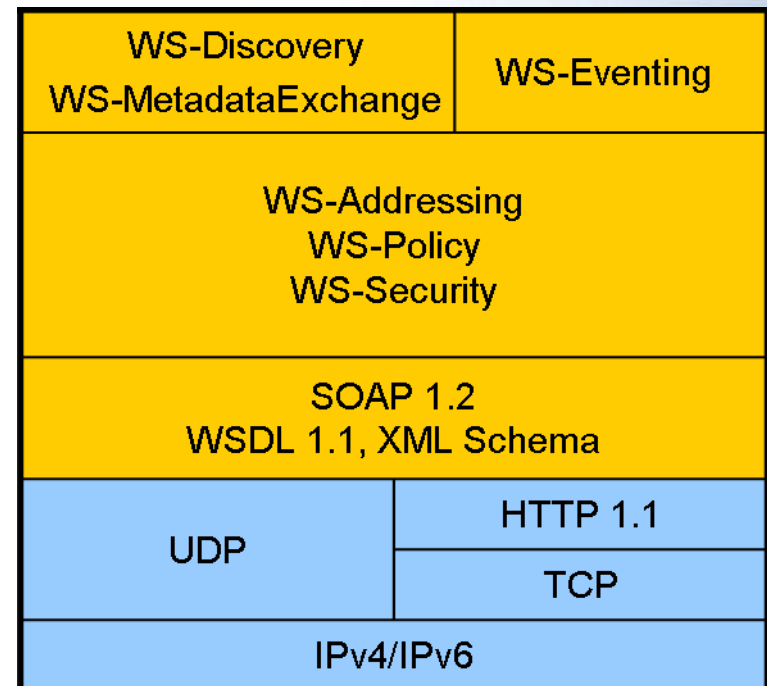 WS-Discovery
WS-MetadataExchange
WS-Eventing
WS-Addressing
WS-Policy
WS-Security
SOAP 1.2
WSDL 1.1, XML Schema
UDP
HTTP 1.1
TCP
IPv4/IPv6